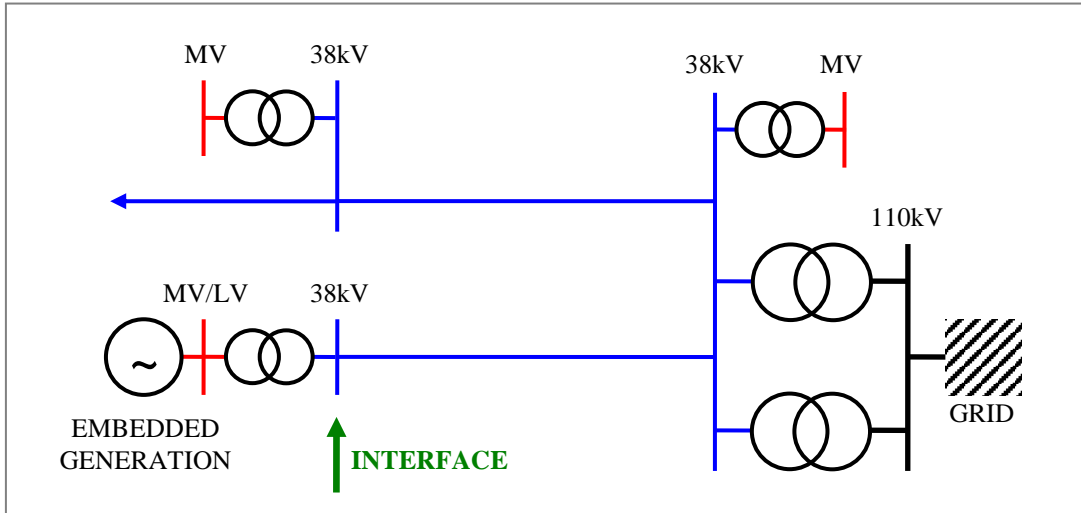 MV
38kV
38kV
MV
110kV
MV/LV
38kV
~
EMBEDDED
GENERATION
INTERFACE
GRID